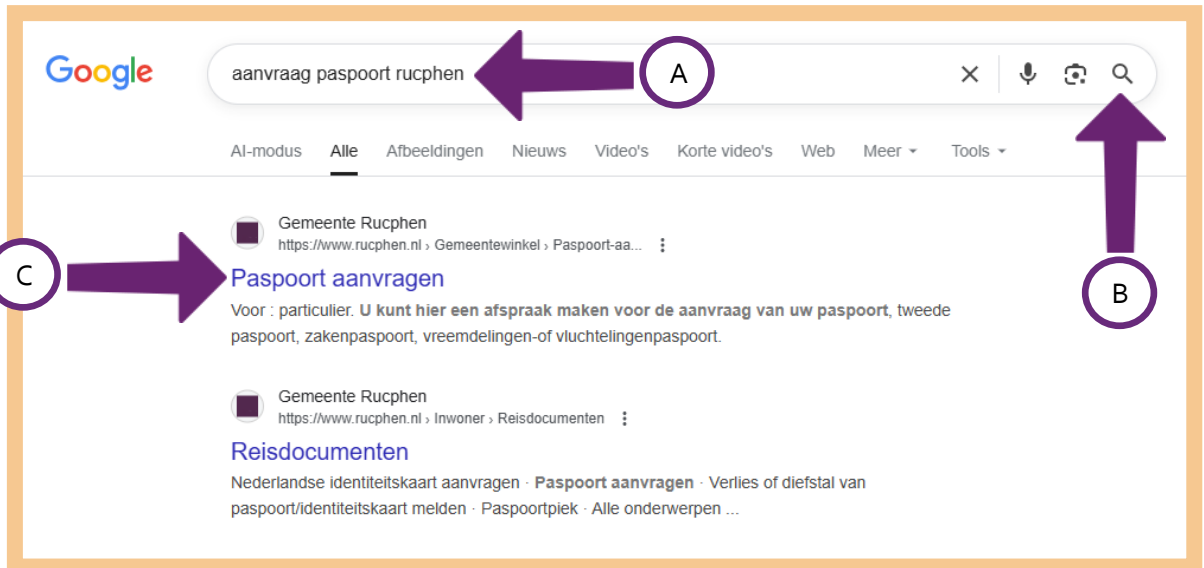 Google
aanvraag paspoort rucphen
A
AI-modus Alle Afbeeldingen Nieuws Video's Korte video's Web Meer Tools
B
Gemeente Rucphen
https://www.rucphen.nl › Gemeentewinkel › Paspoort-aa...
C
Paspoort aanvragen
Voor : particulier. U kunt hier een afspraak maken voor de aanvraag van uw paspoort, tweede
paspoort, zakenpaspoort, vreemdelingen-of vluchtelingenpaspoort.
Gemeente Rucphen
https://www.rucphen.nl › Inwoner › Reisdocumenten
Reisdocumenten
Nederlandse identiteitskaart aanvragen · Paspoort aanvragen · Verlies of diefstal van
paspoort/identiteitskaart melden · Paspoortpiek · Alle onderwerpen ...